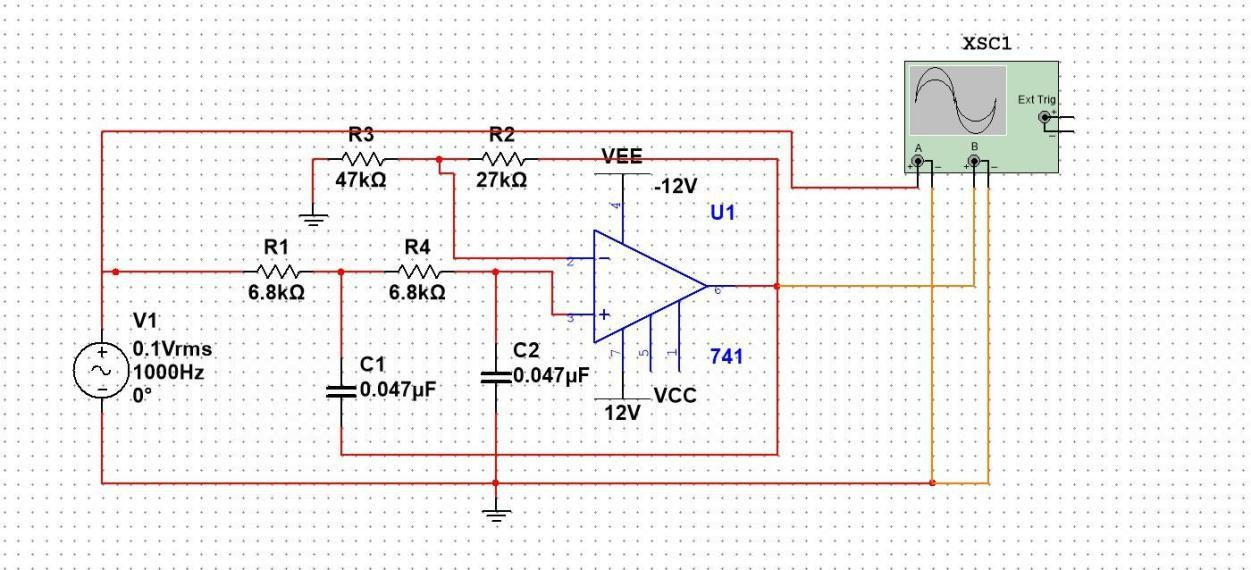 XSC1
Ext Trig
+
−
A
B
+ −
+ −
R3
47kΩ
R2
27kΩ
VEE
-12V
4
U1
R1
6.8kΩ
R4
6.8kΩ
2
3
6
7
5
1
741
V1
0.1Vrms
1000Hz
0°
C1
0.047µF
C2
0.047µF
VCC
12V